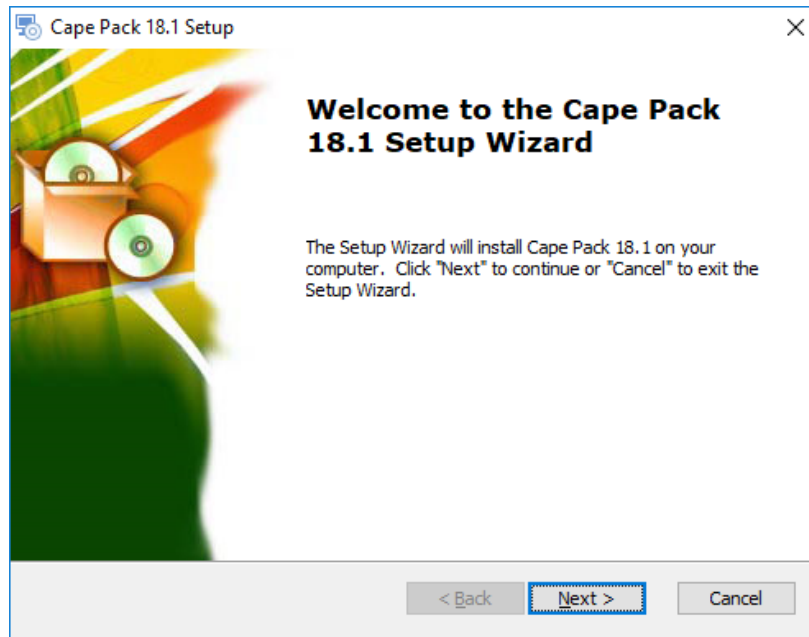 Cape Pack 18.1 Setup
Welcome to the Cape Pack
18.1 Setup Wizard
The Setup Wizard will install Cape Pack 18.1 on your
computer.  Click "Next" to continue or "Cancel" to exit the
Setup Wizard.
< Back
Next >
Cancel